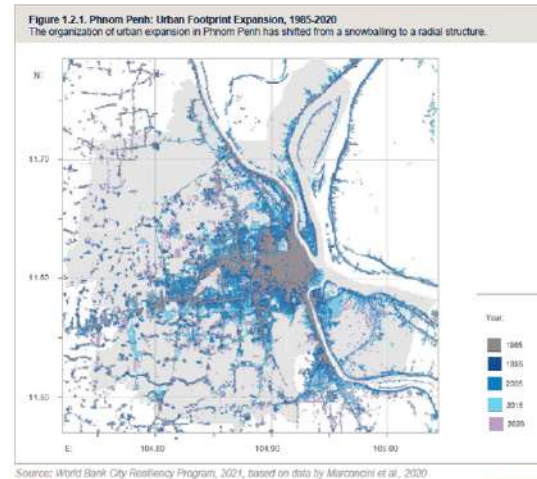 Figure 1.2.1. Phnom Penh: Urban Footprint Expansion, 1985-2020
The organization of urban expansion in Phnom Penh has shifted from a snowballing to a radial structure.
N:
11.70
11.60
11.50
E:
104.80
104.90
105.00
Year:
1985
1995
2005
2015
2020
Source: World Bank City Resiliency Program, 2021, based on data by Marconcini et al., 2020